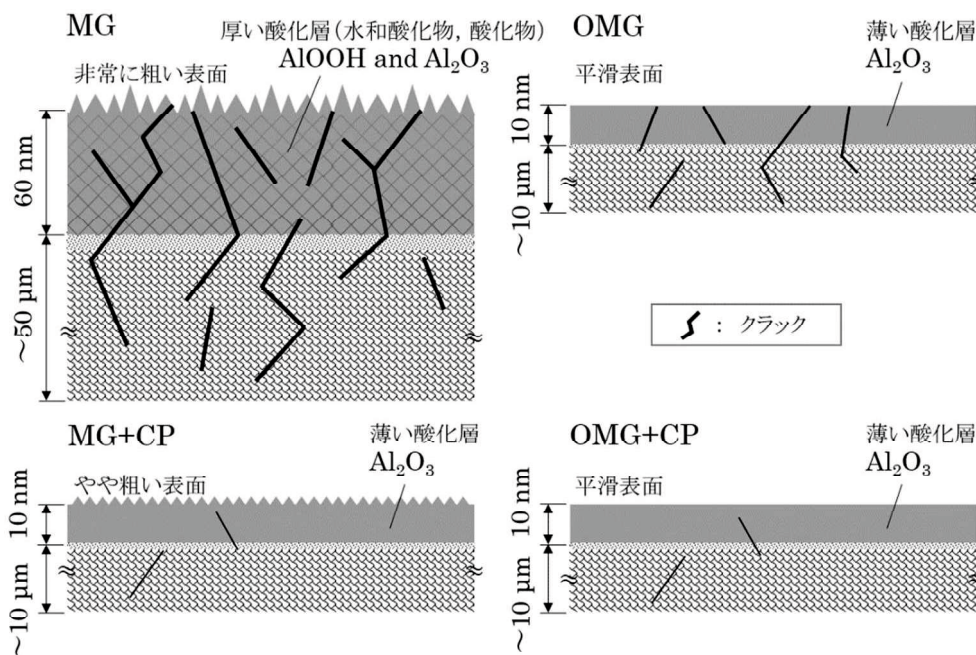 MG
厚い酸化層(水和酸化物, 酸化物)
AlOOH and Al₂O₃
非常に粗い表面
60 nm
~50 μm
OMG
薄い酸化層
Al₂O₃
平滑表面
10 nm
~10 μm
: クラック
MG+CP
薄い酸化層
Al₂O₃
やや粗い表面
10 nm
~10 μm
OMG+CP
薄い酸化層
Al₂O₃
平滑表面
10 nm
~10 μm